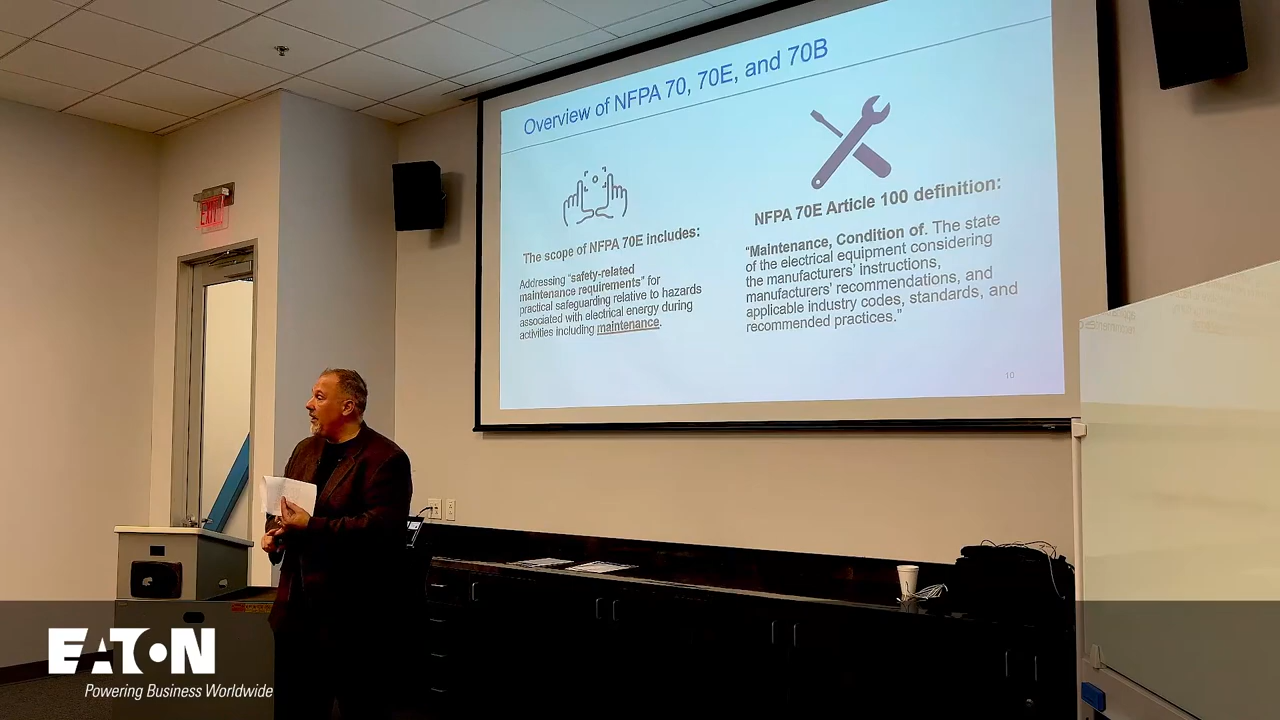 Overview of NFPA 70, 70E, and 70B
The scope of NFPA 70E includes:
Addressing “safety-related
maintenance requirements” for
practical safeguarding relative to hazards
associated with electrical energy during
activities including maintenance.
NFPA 70E Article 100 definition:
“Maintenance, Condition of. The state
of the electrical equipment considering
the manufacturers’ instructions,
manufacturers’ recommendations, and
applicable industry codes, standards, and
recommended practices.”
10
EXIT
EATON
Powering Business Worldwide